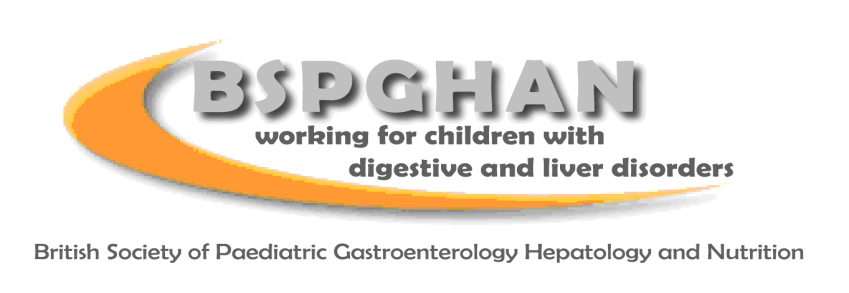 BSPGHAN
working for children with
digestive and liver disorders
British Society of Paediatric Gastroenterology Hepatology and Nutrition